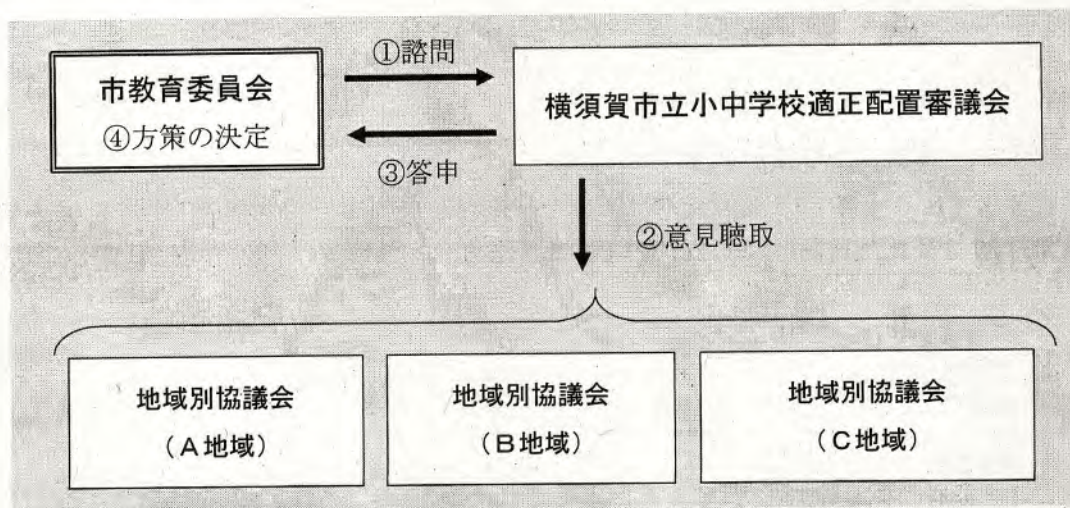 市教育委員会
④方策の決定
①諮問
③答申
横須賀市立小中学校適正配置審議会
②意見聴取
地域別協議会
(A地域)
地域別協議会
(B地域)
地域別協議会
(C地域)